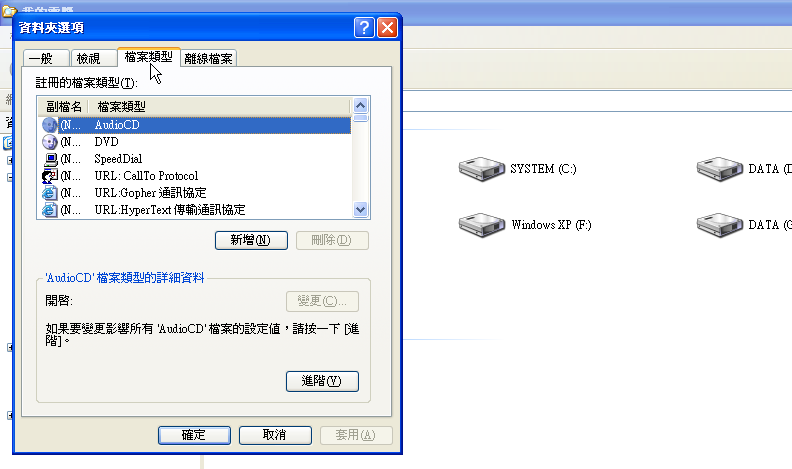 我的電腦
資料夾選項
一般 檢視 檔案類型 離線檔案
註冊的檔案類型(T):
副檔名 檔案類型
(N... AudioCD
(N... DVD
(N... SpeedDial
(N... URL: CallTo Protocol
(N... URL:Gopher 通訊協定
(N... URL:HyperText 傳輸通訊協定
新增(N) 刪除(D)
'AudioCD' 檔案類型的詳細資料
開啟:
變更(C)...
如果要變更影響所有 'AudioCD' 檔案的設定值，請按一下 [進
階]。
進階(V)
確定 取消 套用(A)
SYSTEM (C:)
DATA (D
Windows XP (F:)
DATA (G